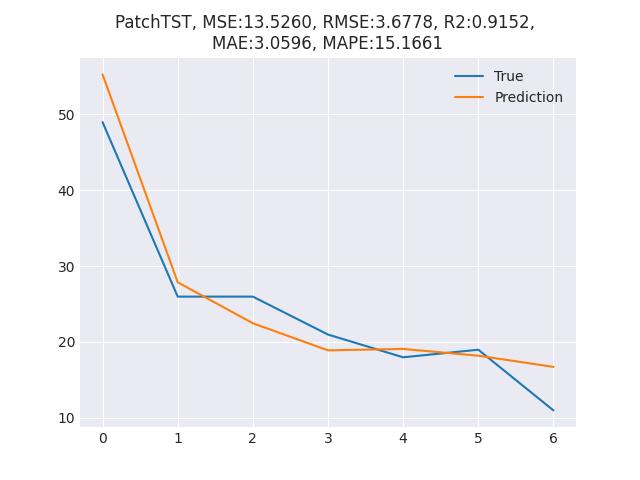 PatchTST, MSE:13.5260, RMSE:3.6778, R2:0.9152,
MAE:3.0596, MAPE:15.1661
True
Prediction
50
40
30
20
10
0 1 2 3 4 5 6